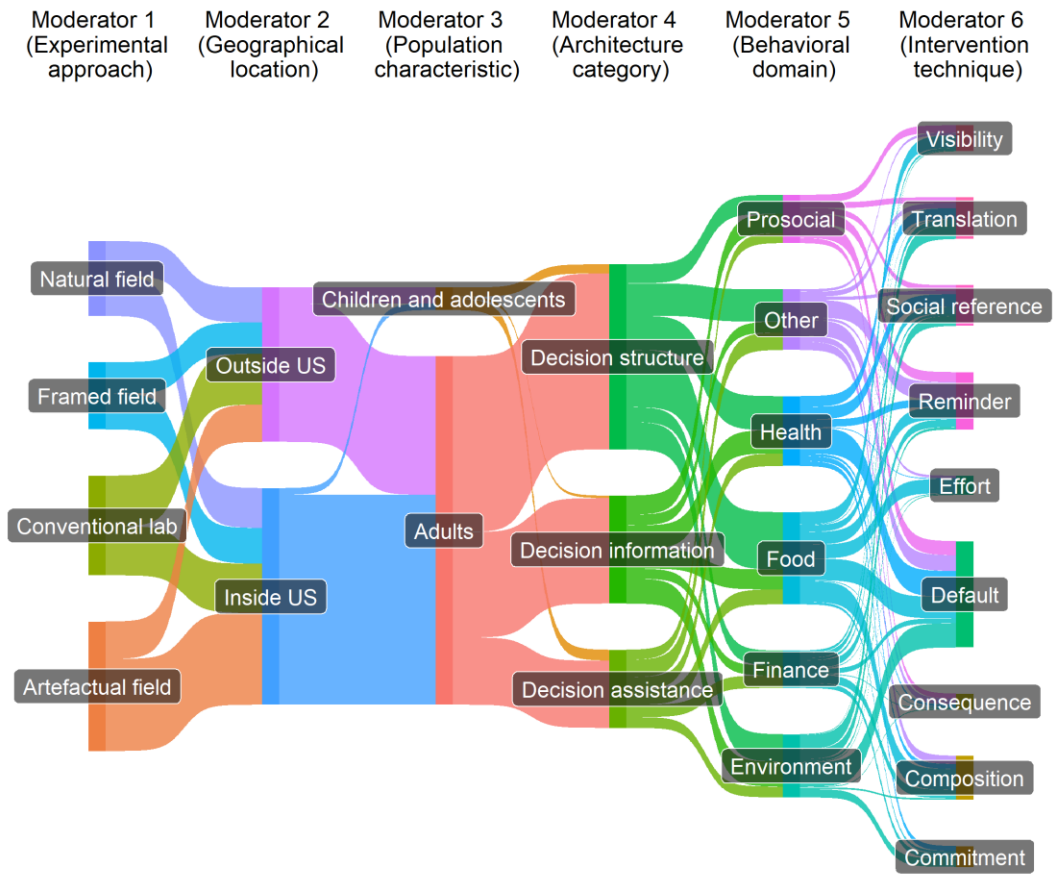 Moderator 1
(Experimental
approach)
Moderator 2
(Geographical
location)
Moderator 3
(Population
characteristic)
Moderator 4
(Architecture
category)
Moderator 5
(Behavioral
domain)
Moderator 6
(Intervention
technique)
Natural field
Framed field
Conventional lab
Artefactual field
Outside US
Inside US
Children and adolescents
Adults
Decision structure
Decision information
Decision assistance
Prosocial
Other
Health
Food
Finance
Environment
Visibility
Translation
Social reference
Reminder
Effort
Default
Consequence
Composition
Commitment